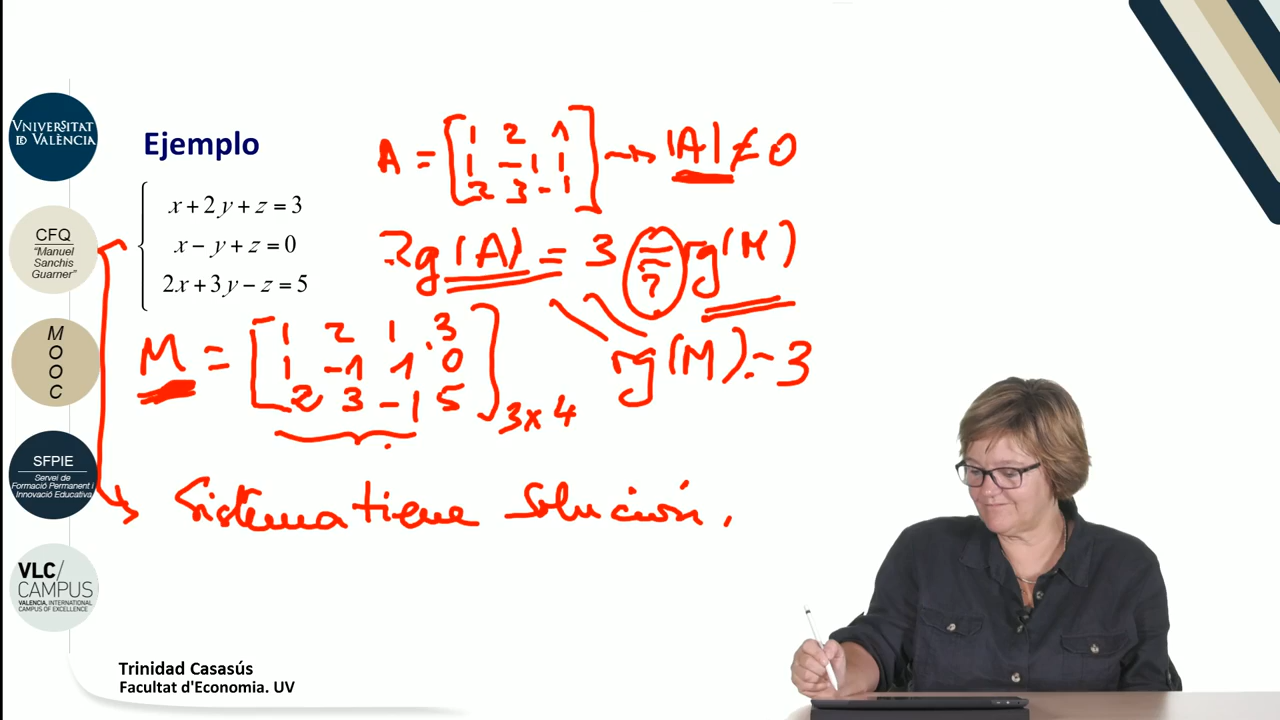 VNIVERSITAT
ID VALÈNCIA
CFQ
"Manuel
Sanchis
Guarner"
M
O
O
C
SFPIE
Servei de
Formació Permanent i
Innovació Educativa
VLC/
CAMPUS
VALENCIA, INTERNATIONAL
CAMPUS OF EXCELLENCE
Ejemplo
x + 2y + z = 3
x − y + z = 0
2x + 3y − z = 5
A = [1 2 1
1 -1 1
2 3 -1] → |A| ≠ 0
rg(A) = 3 = ? rg(M)
rg(M) = 3
M = [1 2 1 3
1 -1 1 0
2 3 -1 5] 3x4
Sistema tiene solución.
Trinidad Casasús
Facultat d'Economia. UV